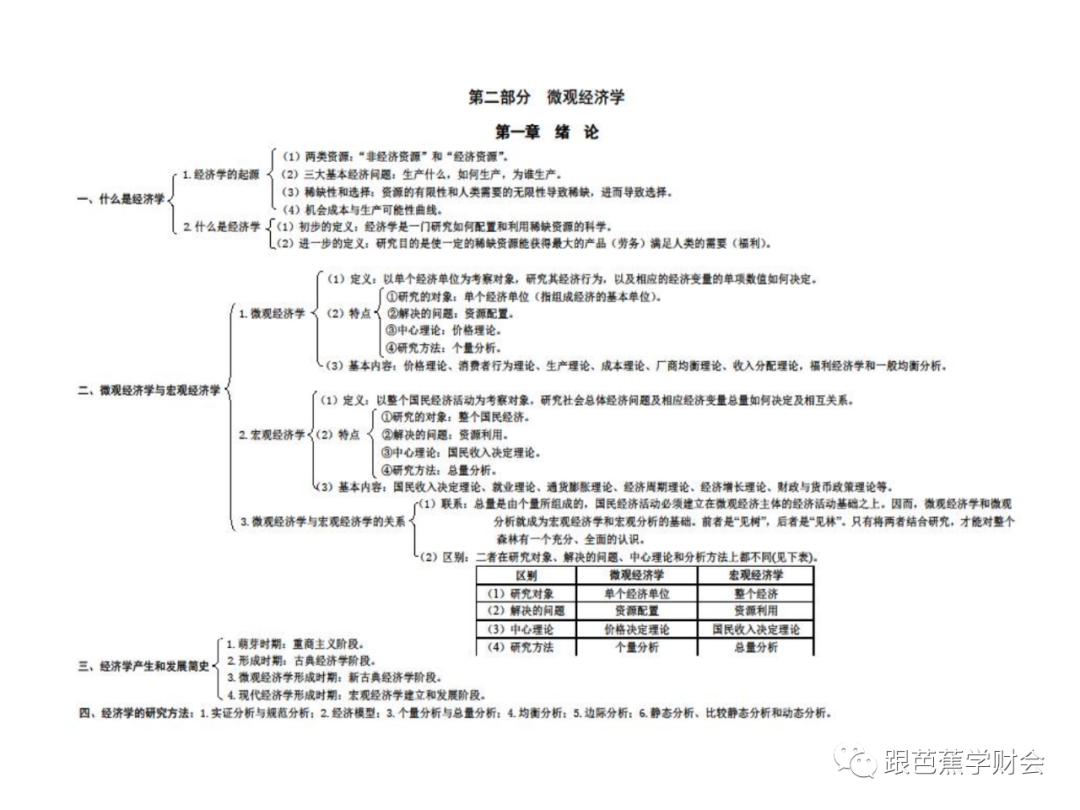 第二部分　微观经济学
第一章　绪　论
一、什么是经济学
1.经济学的起源
（1）两类资源：“非经济资源”和“经济资源”。
（2）三大基本经济问题：生产什么，如何生产，为谁生产。
（3）稀缺性和选择：资源的有限性和人类需要的无限性导致稀缺，进而导致选择。
（4）机会成本与生产可能性曲线。
2.什么是经济学
（1）初步的定义：经济学是一门研究如何配置和利用稀缺资源的科学。
（2）进一步的定义：研究目的是使一定的稀缺资源能获得最大的产品（劳务）满足人类的需要（福利）。
二、微观经济学与宏观经济学
1.微观经济学
（1）定义：以单个经济单位为考察对象，研究其经济行为，以及相应的经济变量的单项数值如何决定。
（2）特点
①研究的对象：单个经济单位（指组成经济的基本单位）。
②解决的问题：资源配置。
③中心理论：价格理论。
④研究方法：个量分析。
（3）基本内容：价格理论、消费者行为理论、生产理论、成本理论、厂商均衡理论、收入分配理论，福利经济学和一般均衡分析。
2.宏观经济学
（1）定义：以整个国民经济活动为考察对象，研究社会总体经济问题及相应经济变量总量如何决定及相互关系。
（2）特点
①研究的对象：整个国民经济。
②解决的问题：资源利用。
③中心理论：国民收入决定理论。
④研究方法：总量分析。
（3）基本内容：国民收入决定理论、就业理论、通货膨胀理论、经济周期理论、经济增长理论、财政与货币政策理论等。
3.微观经济学与宏观经济学的关系
（1）联系：总量是由个量所组成的，国民经济活动必须建立在微观经济主体的经济活动基础之上。因而，微观经济学和微观
分析就成为宏观经济学和宏观分析的基础。前者是“见树”，后者是“见林”。只有将两者结合研究，才能对整个
森林有一个充分、全面的认识。
（2）区别：二者在研究对象、解决的问题、中心理论和分析方法上都不同(见下表)。
区别　微观经济学　宏观经济学
（1）研究对象　单个经济单位　整个经济
（2）解决的问题　资源配置　资源利用
（3）中心理论　价格决定理论　国民收入决定理论
（4）研究方法　个量分析　总量分析
三、经济学产生和发展简史
1.萌芽时期：重商主义阶段。
2.形成时期：古典经济学阶段。
3.微观经济学形成时期：新古典经济学阶段。
4.现代经济学形成时期：宏观经济学建立和发展阶段。
四、经济学的研究方法：1.实证分析与规范分析；2.经济模型；3.个量分析与总量分析；4.均衡分析；5.边际分析；6.静态分析、比较静态分析和动态分析。
跟芭蕉学财会